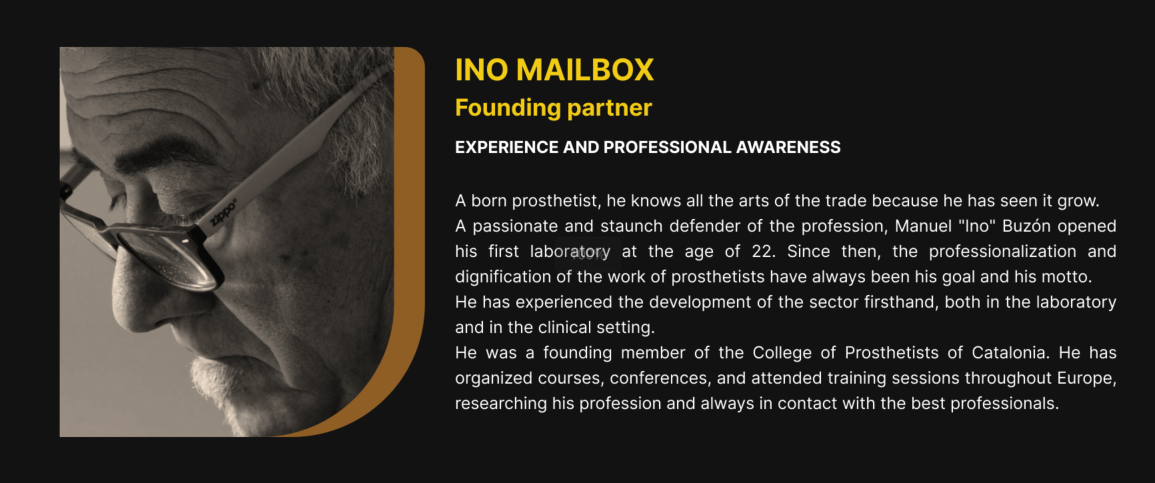 INO MAILBOX
Founding partner
EXPERIENCE AND PROFESSIONAL AWARENESS
A born prosthetist, he knows all the arts of the trade because he has seen it grow.
A passionate and staunch defender of the profession, Manuel "Ino" Buzón opened
his first laboratory at the age of 22. Since then, the professionalization and
dignification of the work of prosthetists have always been his goal and his motto.
He has experienced the development of the sector firsthand, both in the laboratory
and in the clinical setting.
He was a founding member of the College of Prosthetists of Catalonia. He has
organized courses, conferences, and attended training sessions throughout Europe,
researching his profession and always in contact with the best professionals.
zippo